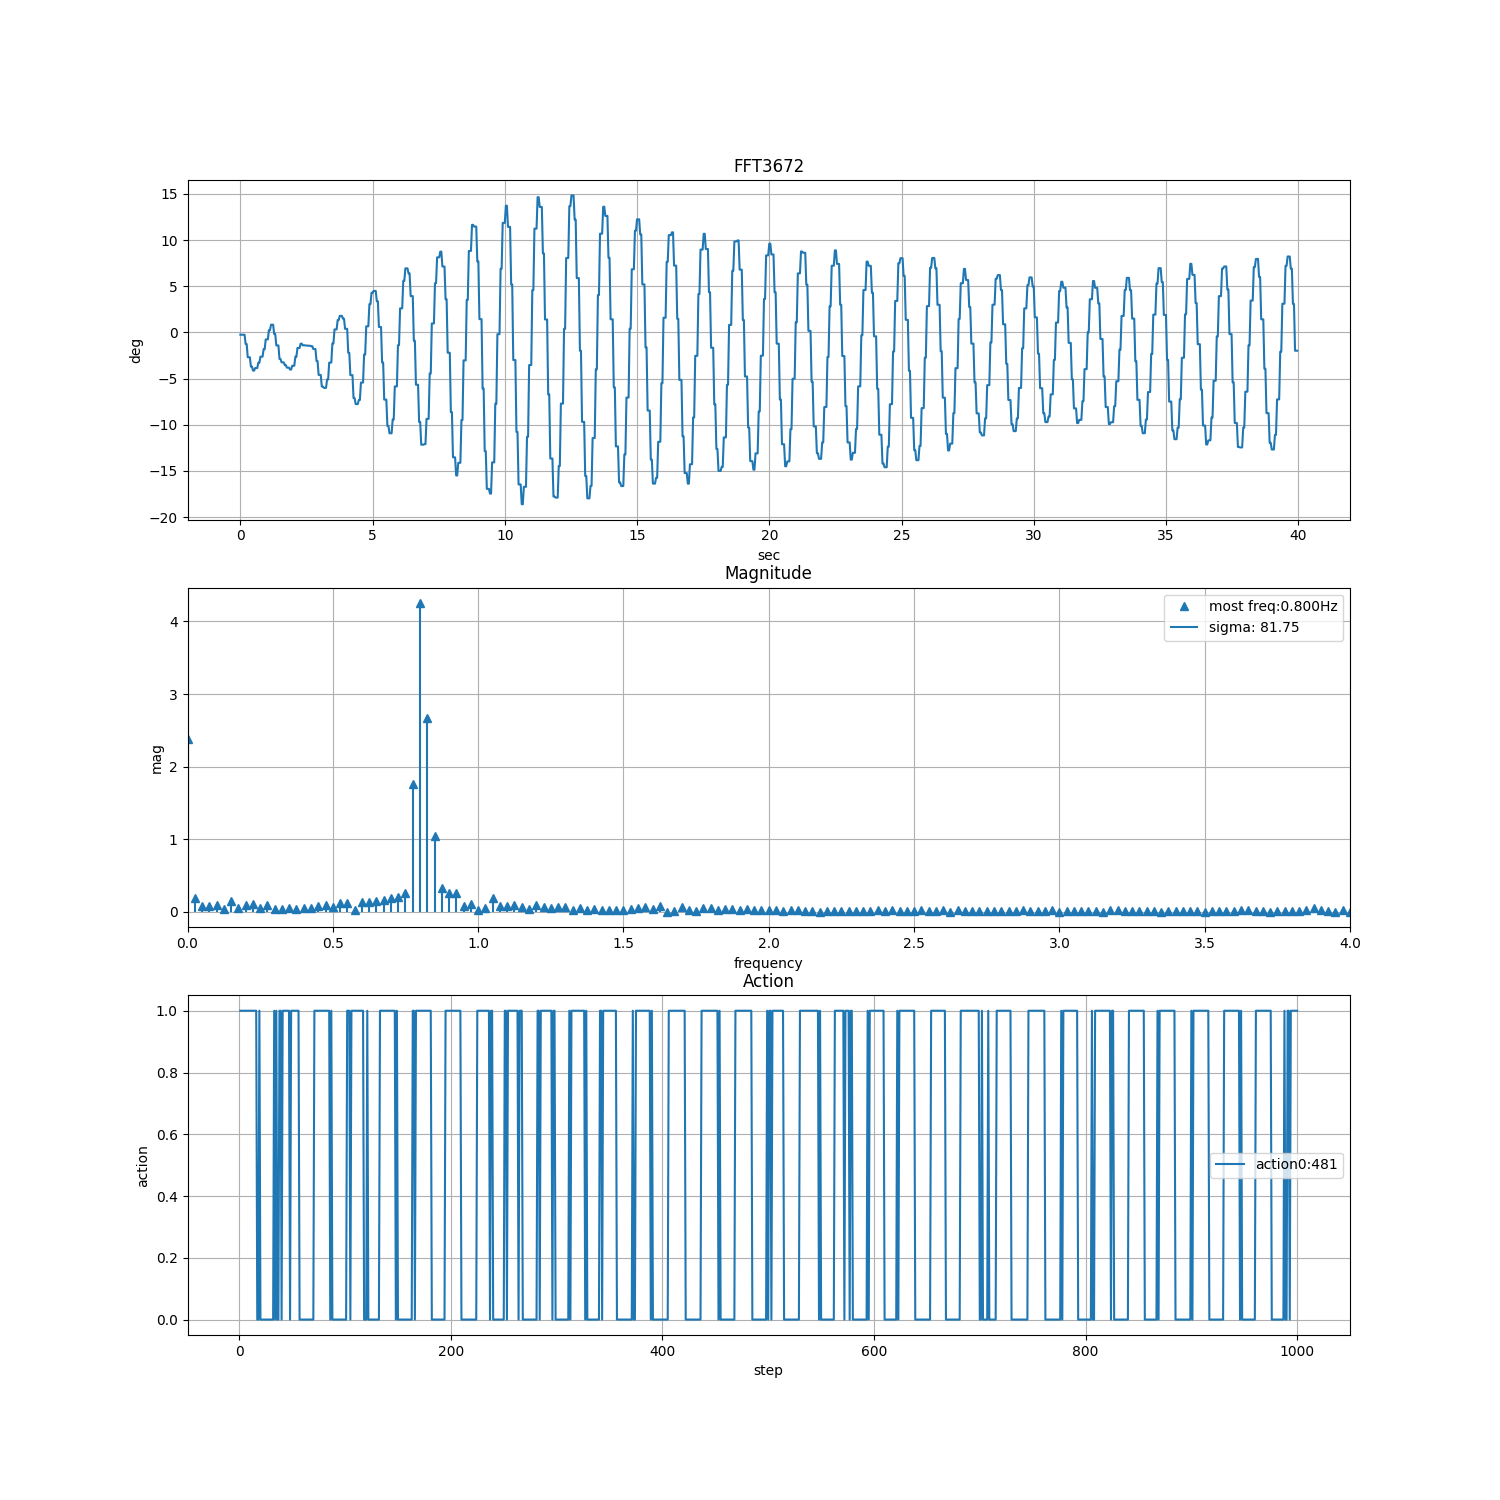 FFT3672
15
10
5
0
−5
−10
−15
−20
deg
0 5 10 15 20 25 30 35 40
sec
Magnitude
most freq:0.800Hz
sigma: 81.75
4
3
2
1
0
mag
0.0 0.5 1.0 1.5 2.0 2.5 3.0 3.5 4.0
frequency
Action
1.0
0.8
0.6
0.4
0.2
0.0
action
action0:481
0 200 400 600 800 1000
step